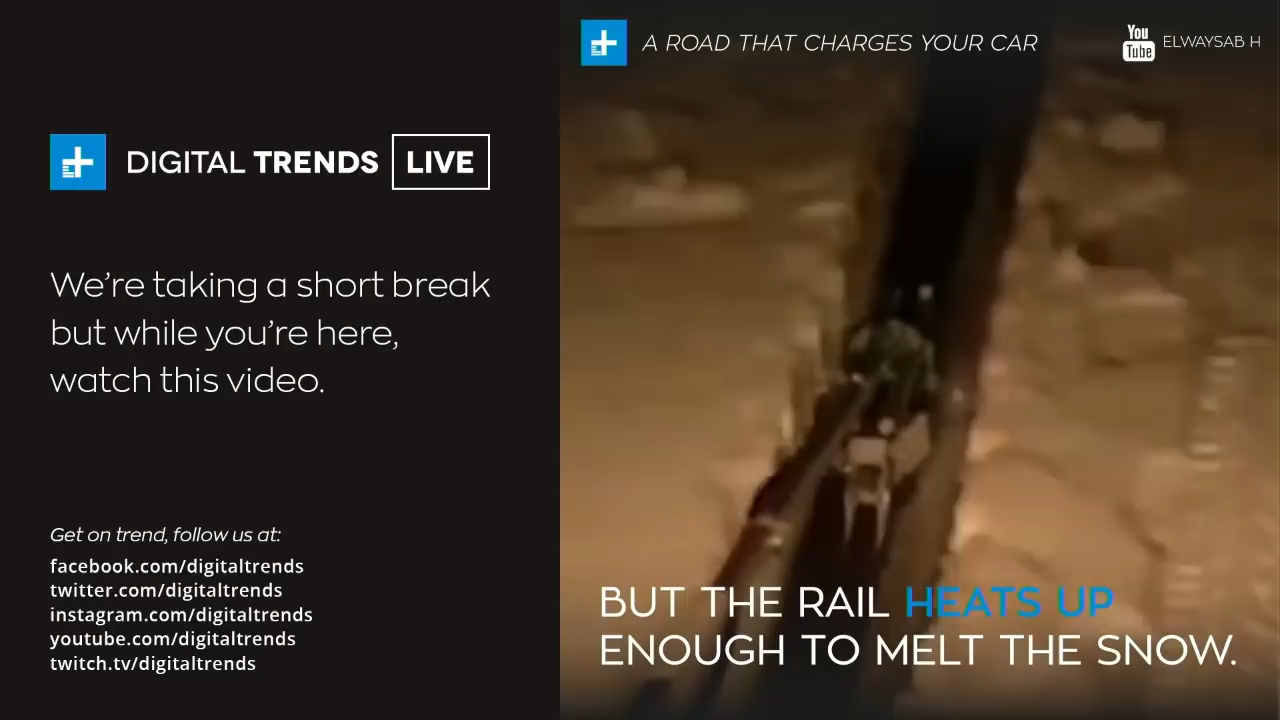 DIGITAL TRENDS LIVE
We're taking a short break
but while you're here,
watch this video.
Get on trend, follow us at:
facebook.com/digitaltrends
twitter.com/digitaltrends
instagram.com/digitaltrends
youtube.com/digitaltrends
twitch.tv/digitaltrends
A ROAD THAT CHARGES YOUR CAR
You
Tube
ELWAYSAB H
BUT THE RAIL HEATS UP
ENOUGH TO MELT THE SNOW.